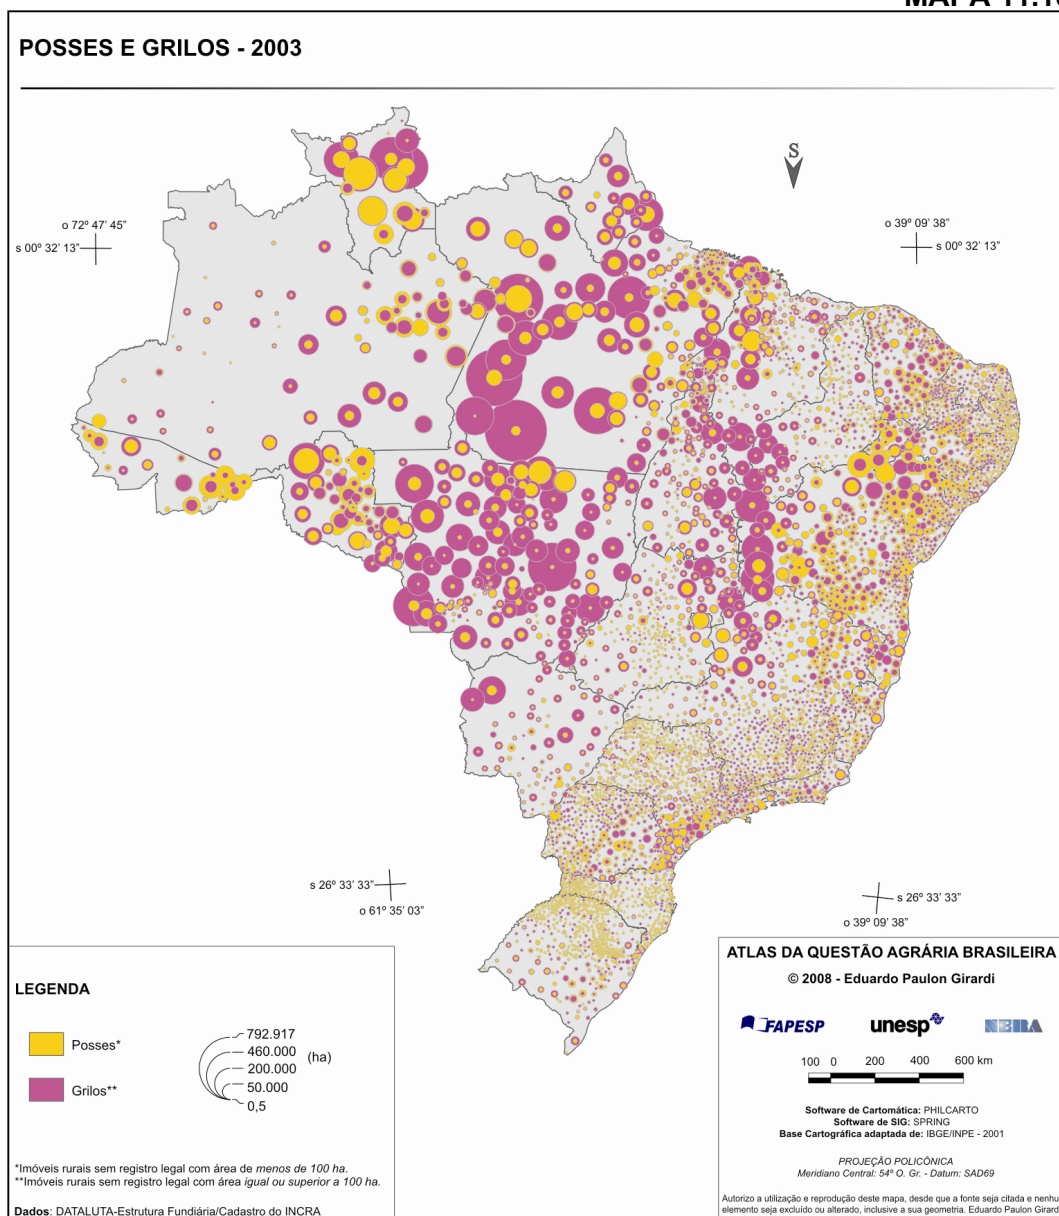 POSSES E GRILOS - 2003
S
o 72º 47' 45"
s 00º 32' 13"
o 39º 09' 38"
s 00º 32' 13"
s 26º 33' 33"
o 61º 35' 03"
s 26º 33' 33"
o 39º 09' 38"
LEGENDA
Posses*
Grilos**
792.917
460.000
200.000
50.000
0,5
(ha)
*Imóveis rurais sem registro legal com área de menos de 100 ha.
**Imóveis rurais sem registro legal com área igual ou superior a 100 ha.
Dados: DATALUTA-Estrutura Fundiária/Cadastro do INCRA
ATLAS DA QUESTÃO AGRÁRIA BRASILEIRA
© 2008 - Eduardo Paulon Girardi
FAPESP
unesp
NERA
100 0 200 400 600 km
Software de Cartomática: PHILCARTO
Software de SIG: SPRING
Base Cartográfica adaptada de: IBGE/INPE - 2001
PROJEÇÃO POLICÔNICA
Meridiano Central: 54º O. Gr. - Datum: SAD69
Autorizo a utilização e reprodução deste mapa, desde que a fonte seja citada e
elemento seja excluído ou alterado, inclusive a sua geometria. Eduardo Paulon